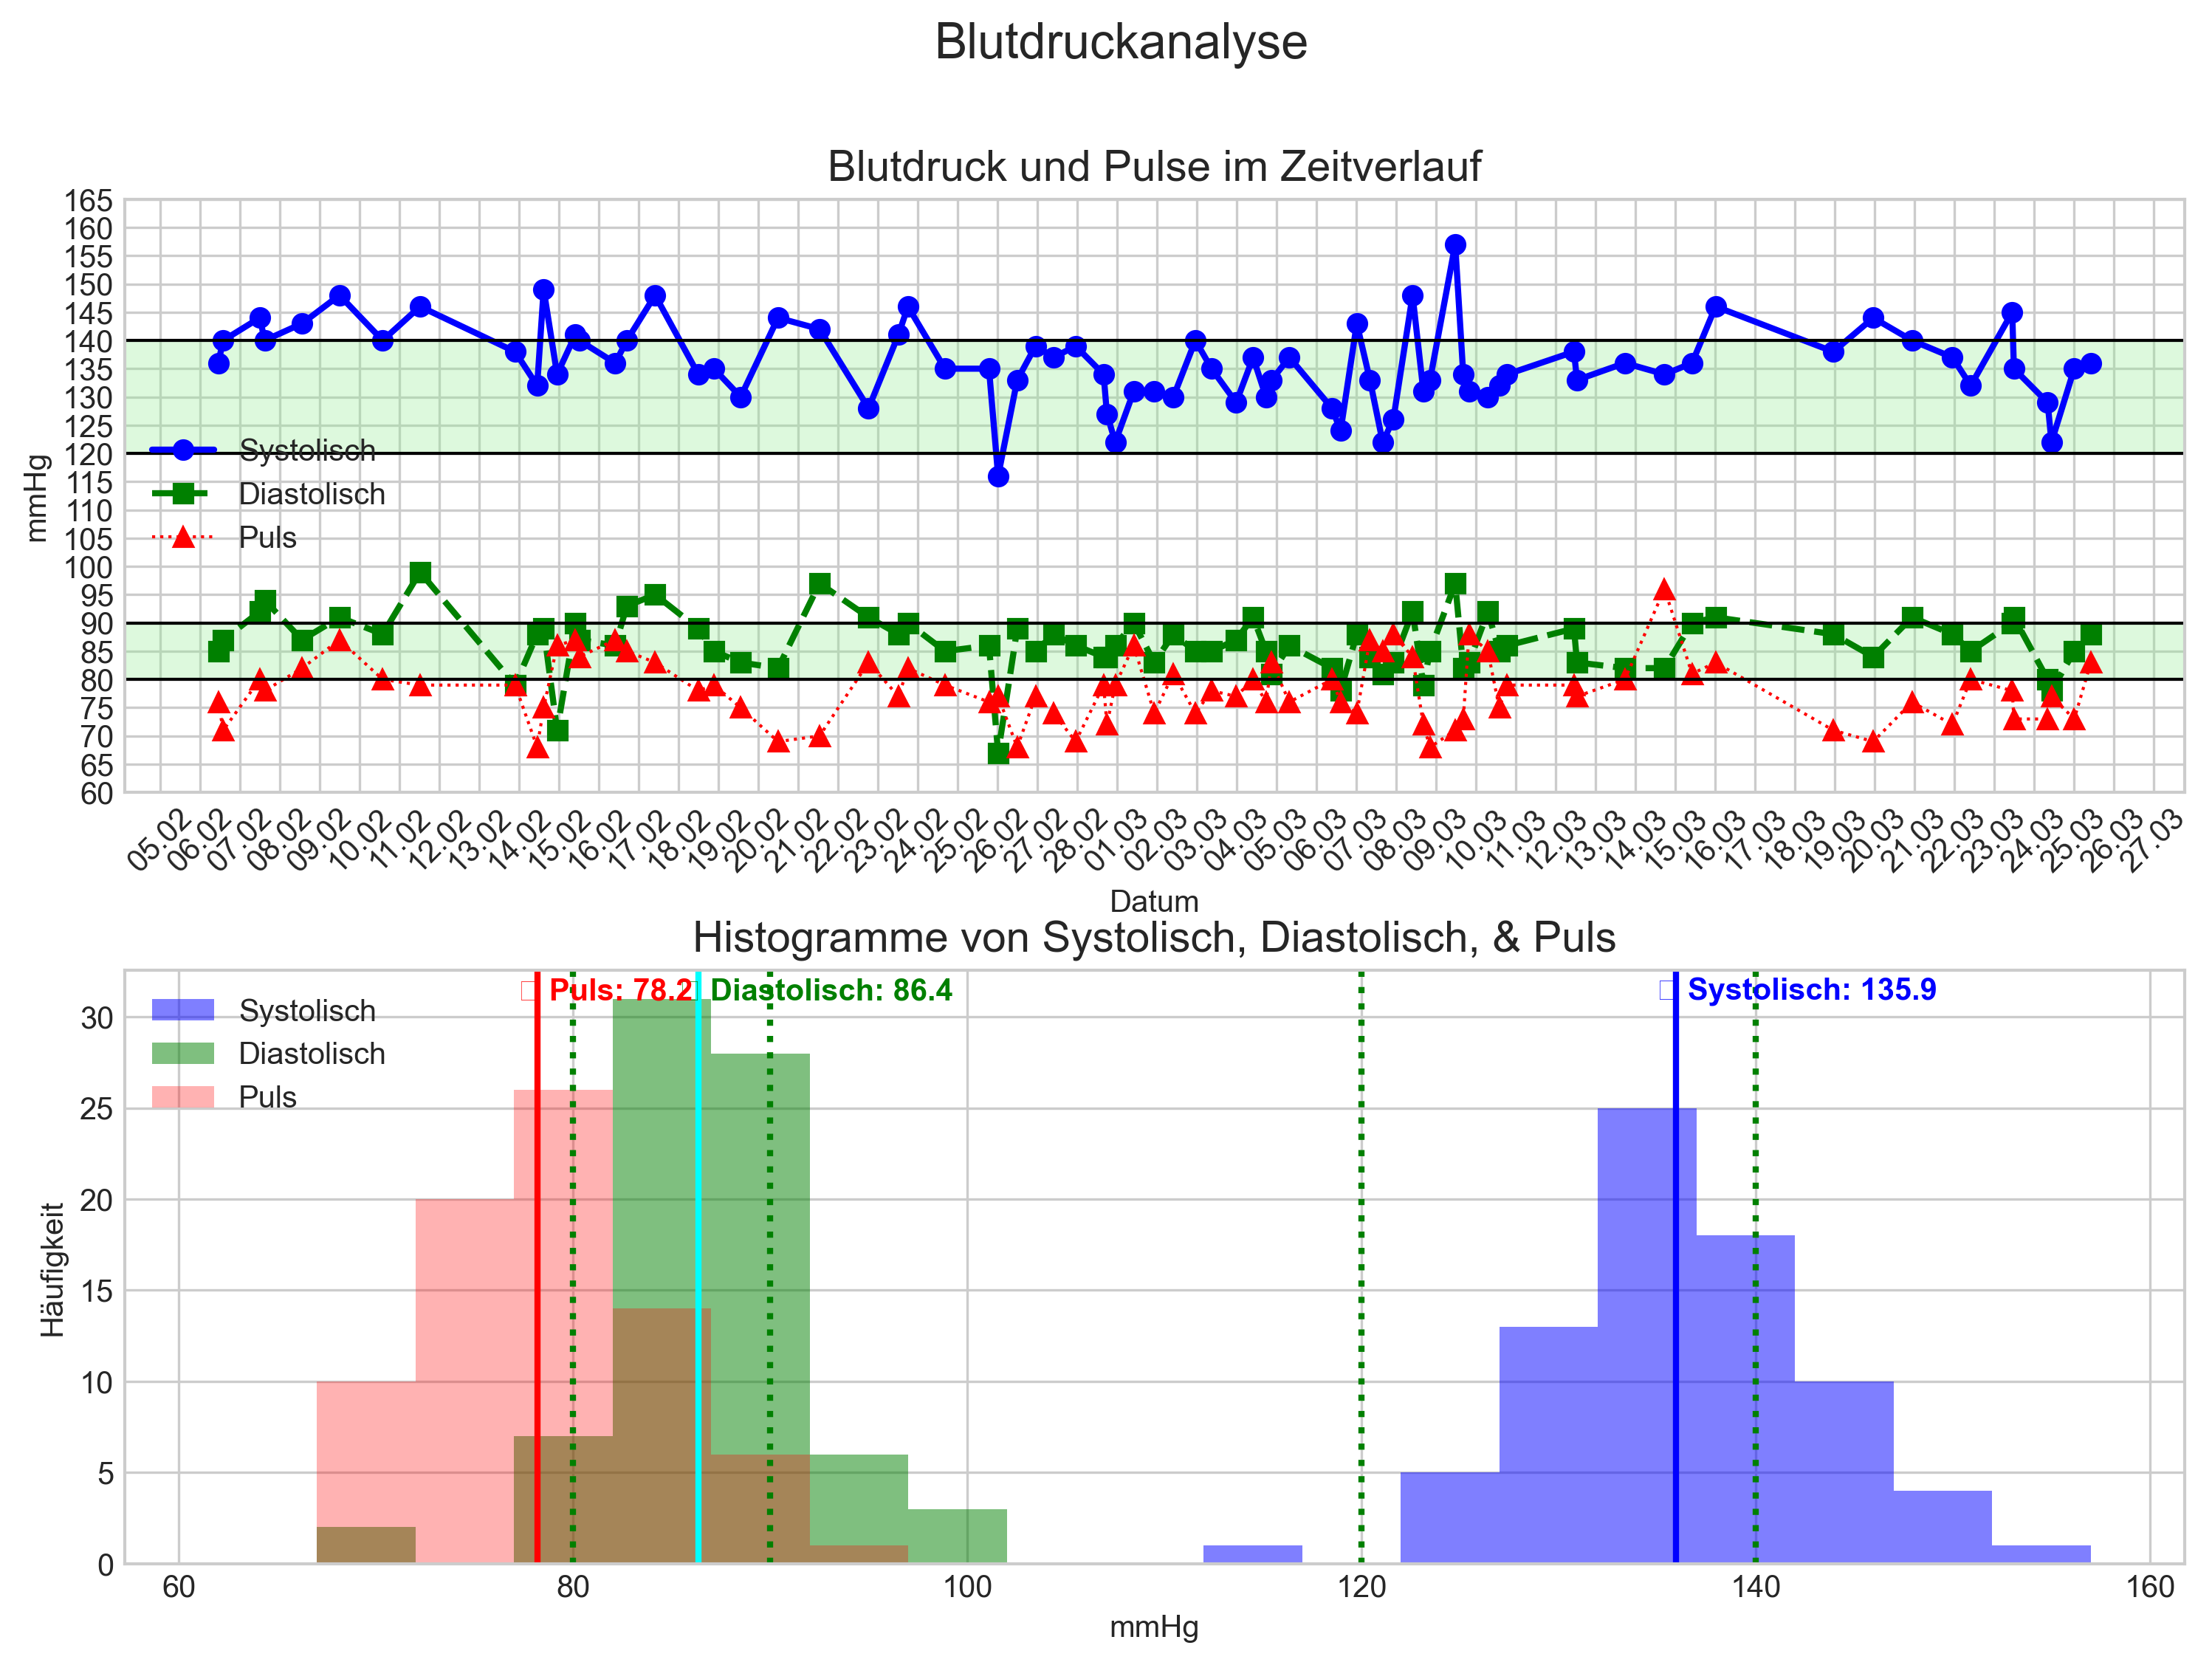 Blutdruckanalyse
Blutdruck und Pulse im Zeitverlauf
165
160
155
150
145
140
135
130
125
120
115
110
105
100
95
90
85
80
75
70
65
60
mmHg
Systolisch
Diastolisch
Puls
05.02 06.02 07.02 08.02 09.02 10.02 11.02 12.02 13.02 14.02 15.02 16.02 17.02 18.02 19.02 20.02 21.02 22.02 23.02 24.02 25.02 26.02 27.02 28.02 01.03 02.03 03.03 04.03 05.03 06.03 07.03 08.03 09.03 10.03 11.03 12.03 13.03 14.03 15.03 16.03 17.03 18.03 19.03 20.03 21.03 22.03 23.03 24.03 25.03 26.03 27.03
Datum
Histogramme von Systolisch, Diastolisch, & Puls
Puls: 78.2 Diastolisch: 86.4 Systolisch: 135.9
Systolisch
Diastolisch
Puls
30
25
20
15
10
5
0
Häufigkeit
60 80 100 120 140 160
mmHg